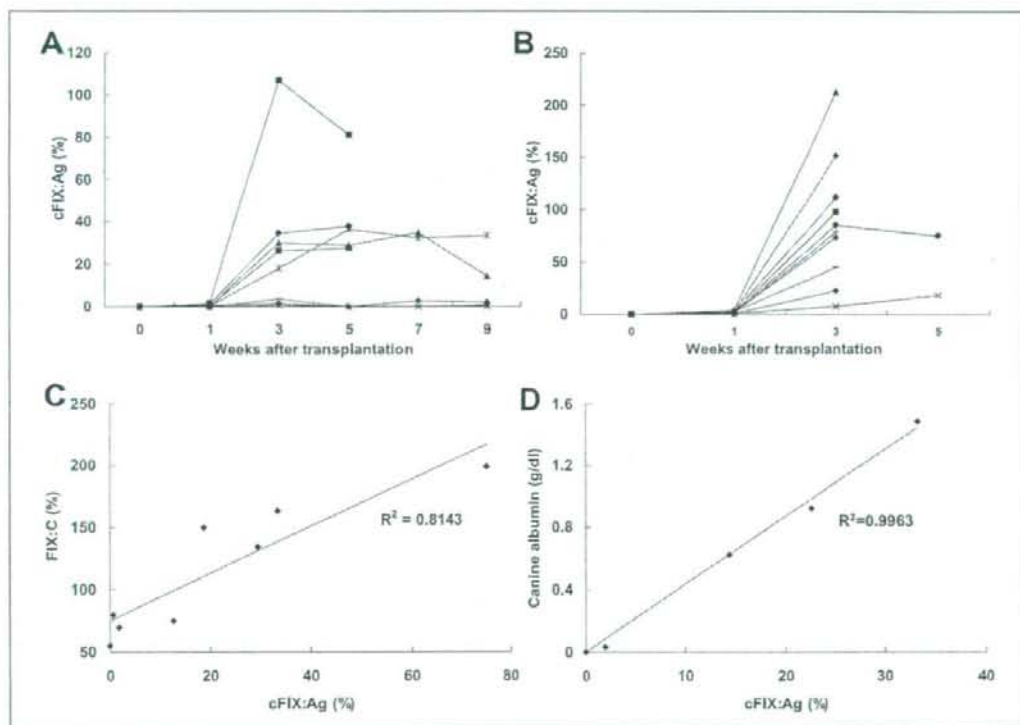 A
120
100
80
60
40
20
0
cFIX:Ag (%)
0 1 3 5 7 9
Weeks after transplantation
B
250
200
150
100
50
0
cFIX:Ag (%)
0 1 3 5
Weeks after transplantation
C
250
200
150
100
50
FIX:C (%)
R² = 0.8143
0 20 40 60 80
cFIX:Ag (%)
D
1.6
1.2
0.8
0.4
0
Canine albumin (g/dl)
R²=0.9963
0 10 20 30 40
cFIX:Ag (%)